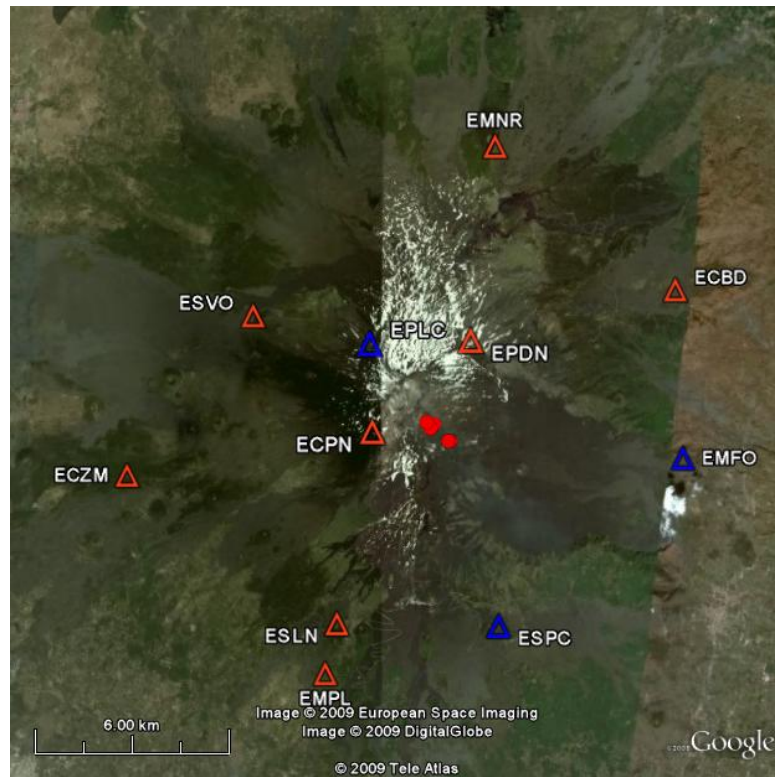 EMNR
ECBD
ESVO
EPLC
EPDN
ECPN
EMFO
ECZM
ESLN
ESPC
EMPL
Image © 2009 European Space Imaging
6.00 km
Image © 2009 DigitalGlobe
© 2009 Google
© 2009 Tele Atlas